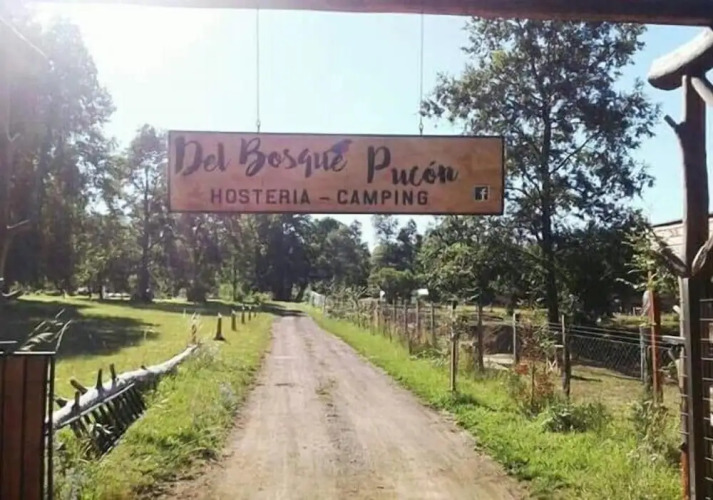 Del Bosque Pucón
HOSTERIA - CAMPING